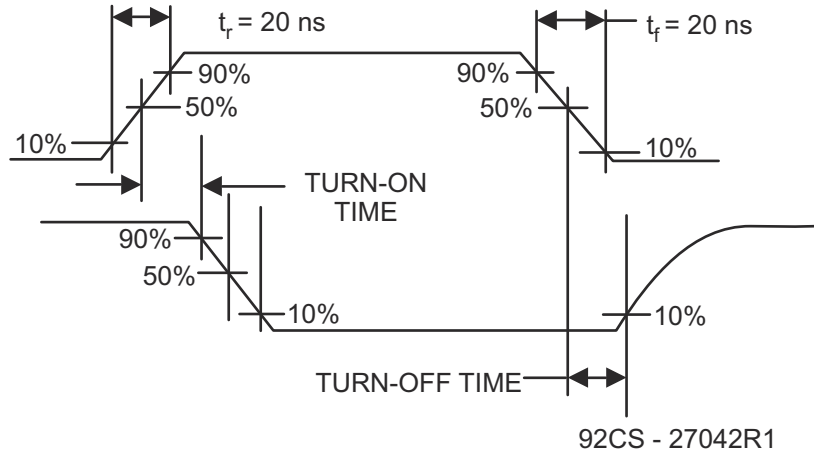 t_r = 20 ns
t_f = 20 ns
90%
90%
50%
50%
10%
10%
TURN-ON
TIME
90%
50%
10%
10%
TURN-OFF TIME
92CS - 27042R1